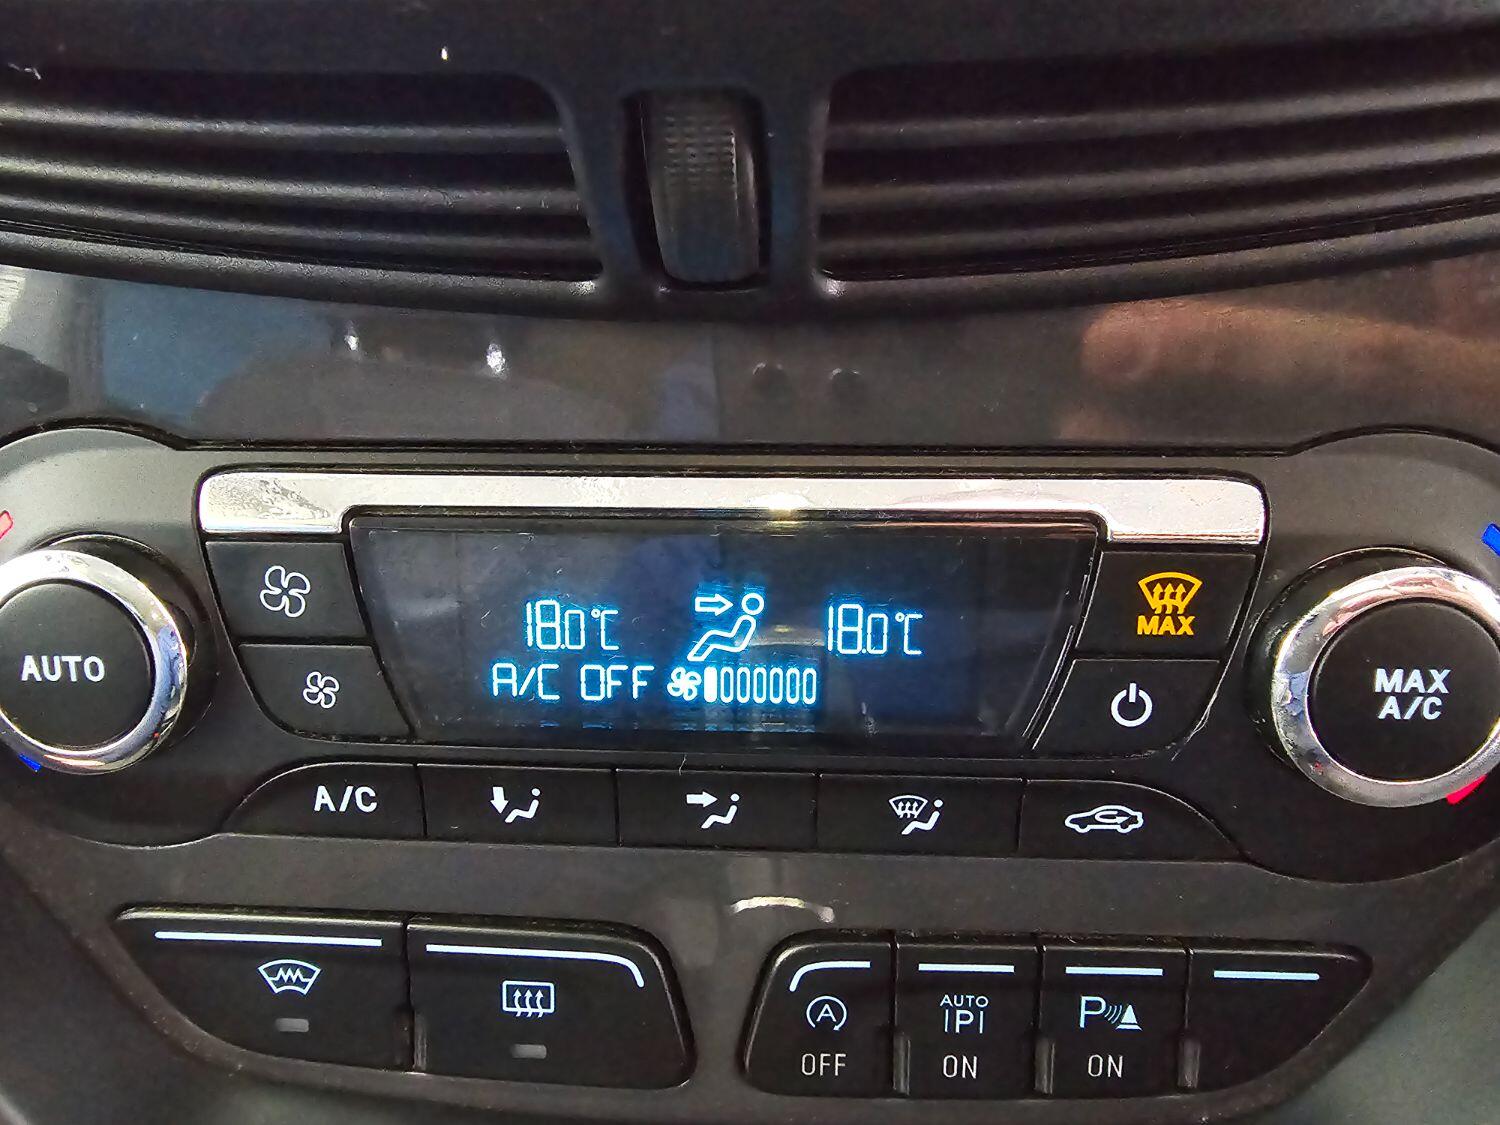 18.0°C 18.0°C
A/C OFF
AUTO
MAX
MAX
A/C
A/C
A
OFF
AUTO
P
ON
P
ON